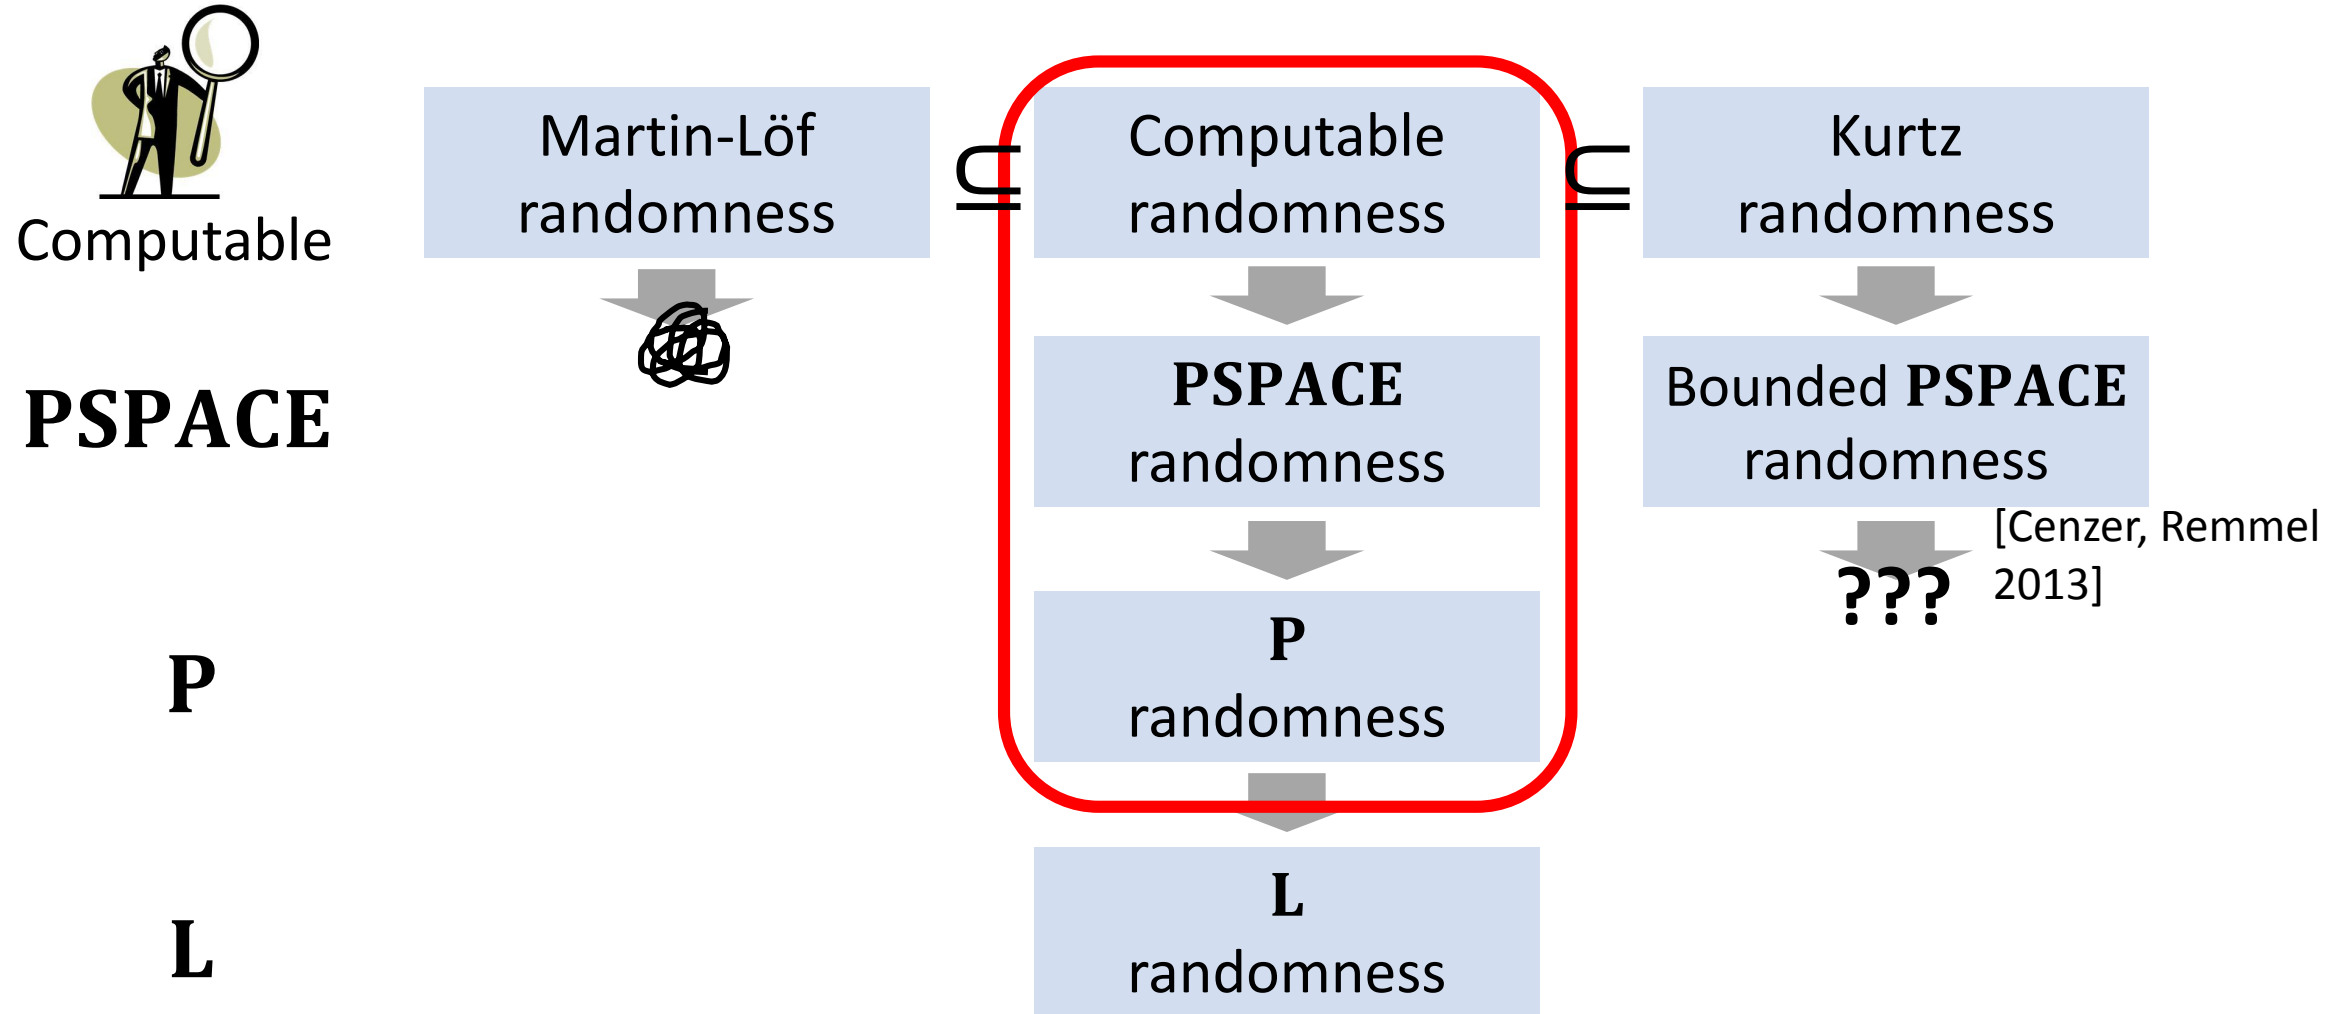 Computable
Martin-Löf
randomness
⊆
Computable
randomness
⊆
Kurtz
randomness
PSPACE
PSPACE
randomness
Bounded PSPACE
randomness
[Cenzer, Remmel
2013]
???
P
P
randomness
L
L
randomness